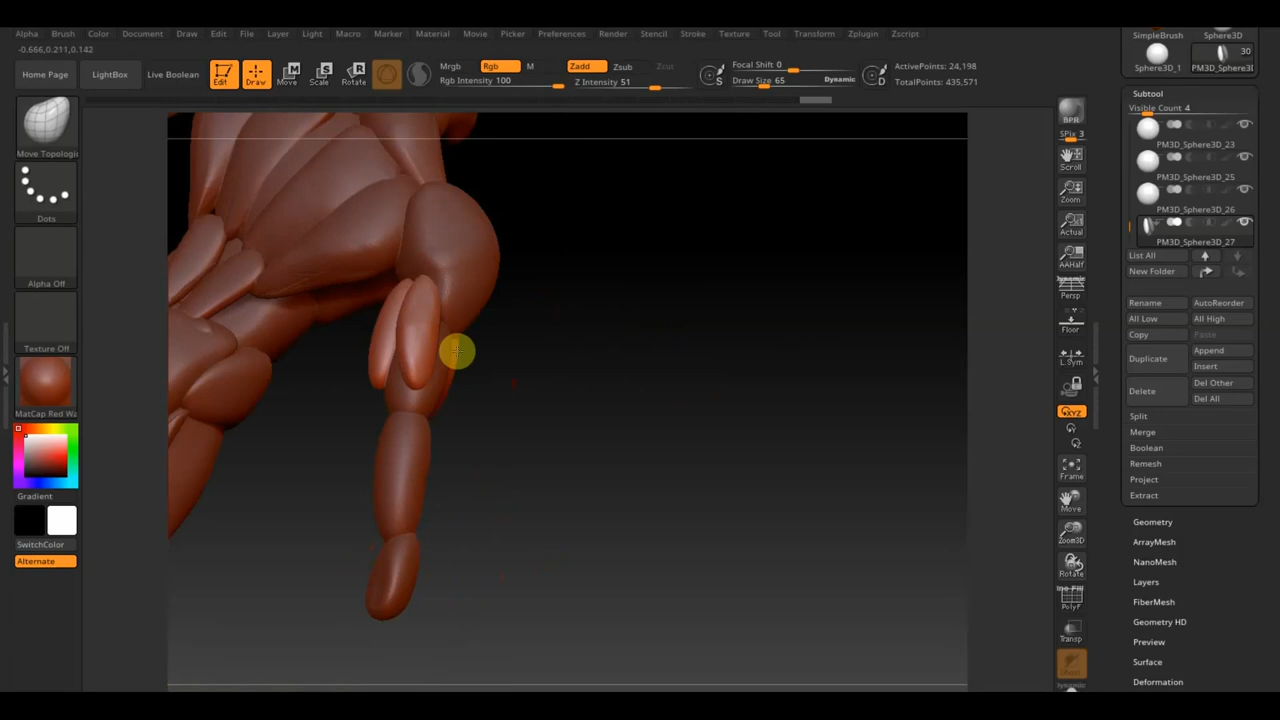 Alpha Brush Color Document Draw Edit File Layer Light Macro Marker Material Movie Picker Preferences Render Stencil Stroke Texture Tool Transform Zplugin Zscript
SimpleBrush Sphere3D
-0.666,0.211,0.142
Sphere3D_1 PM3D_Sphere3D
30
Home Page LightBox Live Boolean Edit Draw Move Scale Rotate
Mrgb Rgb M
Rgb Intensity 100
Zadd Zsub Zcut
Z Intensity 51
S
Focal Shift 0
Draw Size 65 Dynamic
D
ActivePoints: 24,198
TotalPoints: 435,571
Move Topologic
Dots
Alpha Off
Texture Off
MatCap Red Wa
Gradient
SwitchColor
Alternate
BPR
SPix 3
Scroll
Zoom
Actual
AAHalf
Dynamic
Persp
Floor
L.Sym
XYZ
Y
Z
Frame
Move
Zoom3D
Rotate
PolyF
Transp
Dynamic
Subtool
Visible Count 4
PM3D_Sphere3D_23
PM3D_Sphere3D_25
PM3D_Sphere3D_26
PM3D_Sphere3D_27
List All
New Folder
Rename AutoReorder
All Low All High
Copy Paste
Duplicate Append
Insert
Delete Del Other
Del All
Split
Merge
Boolean
Remesh
Project
Extract
Geometry
ArrayMesh
NanoMesh
Layers
FiberMesh
Geometry HD
Preview
Surface
Deformation